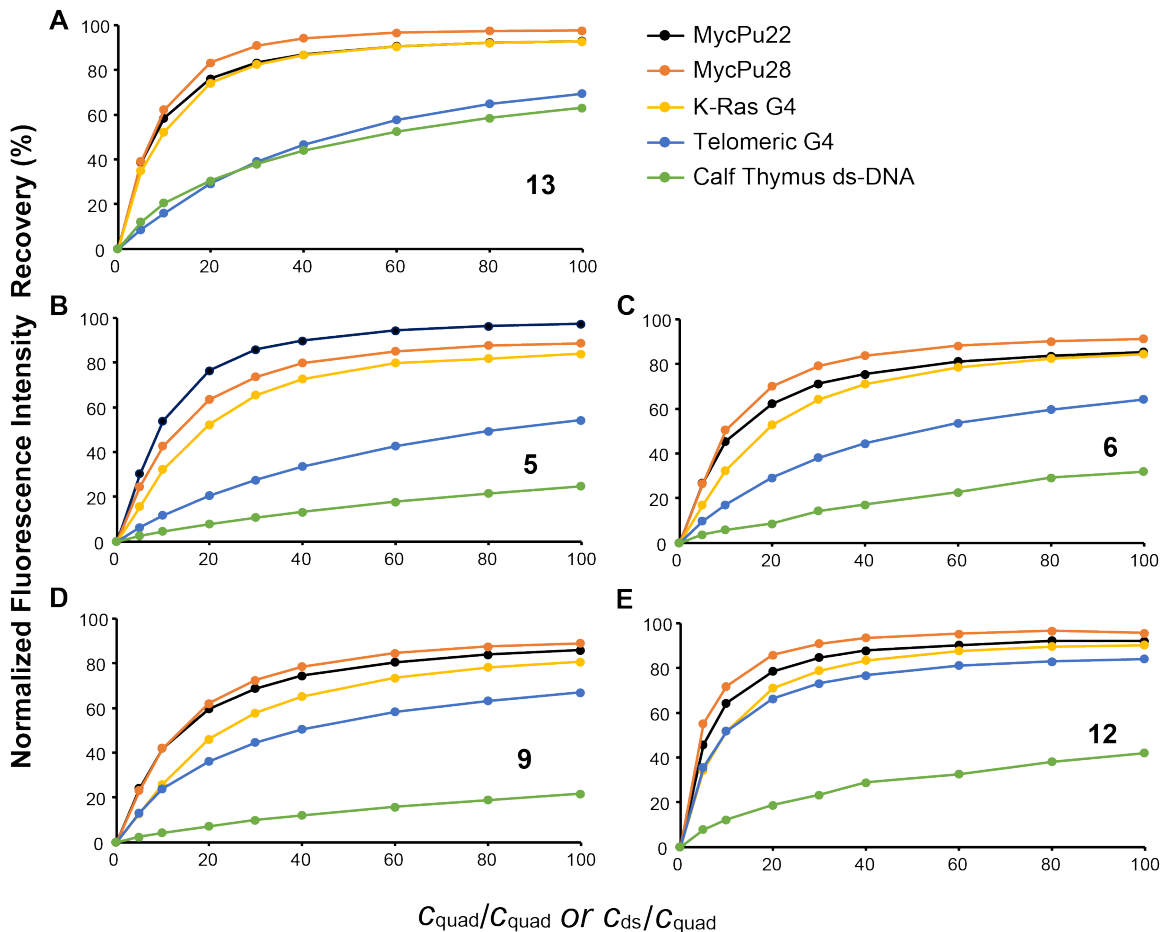 A
100
80
60
40
20
0
0 20 40 60 80 100
13
MycPu22
MycPu28
K-Ras G4
Telomeric G4
Calf Thymus ds-DNA
Normalized Fluorescence Intensity Recovery (%)
B
100
80
60
40
20
0
0 20 40 60 80 100
5
C
100
80
60
40
20
0
0 20 40 60 80 100
6
D
100
80
60
40
20
0
0 20 40 60 80 100
9
E
100
80
60
40
20
0
0 20 40 60 80 100
12
cquad/cquad or cds/cquad